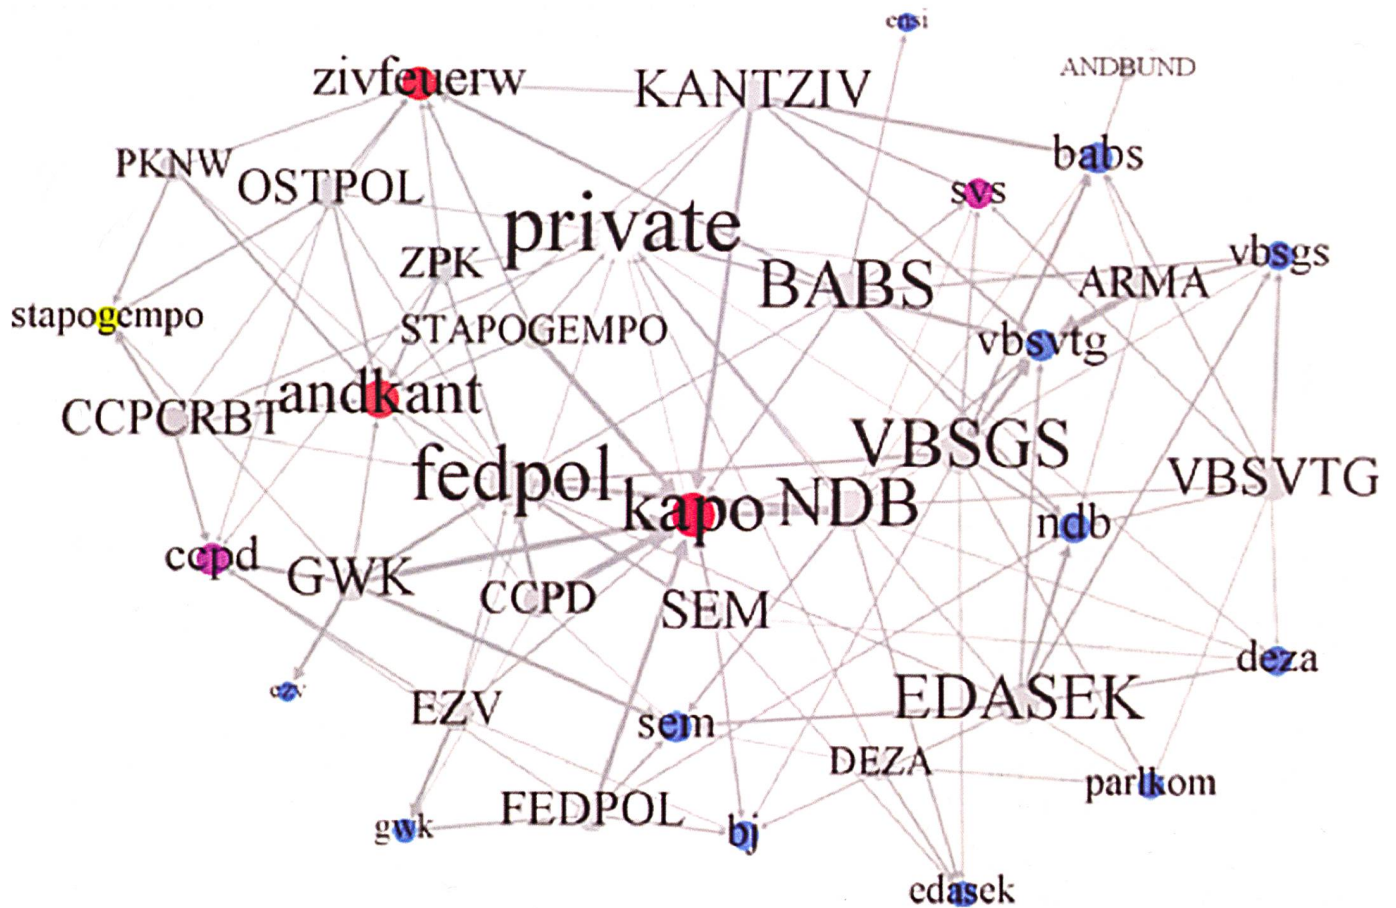 ensi
ANDBUND
zivfeuerw
KANTZIV
babs
PKNW
OSTPOL
svs
private
ZPK
BABS
ARMA
vbsgs
stapogempo
STAPOGEMPO
vbsvtg
andkant
CCPCRBT
VBSGS
fedpol
VBSVTG
kapo
NDB
ndb
ccpd
GWK
CCPD
SEM
deza
ezv
EZV
EDASEK
sem
DEZA
parlkom
FEDPOL
gwk
bj
edasek